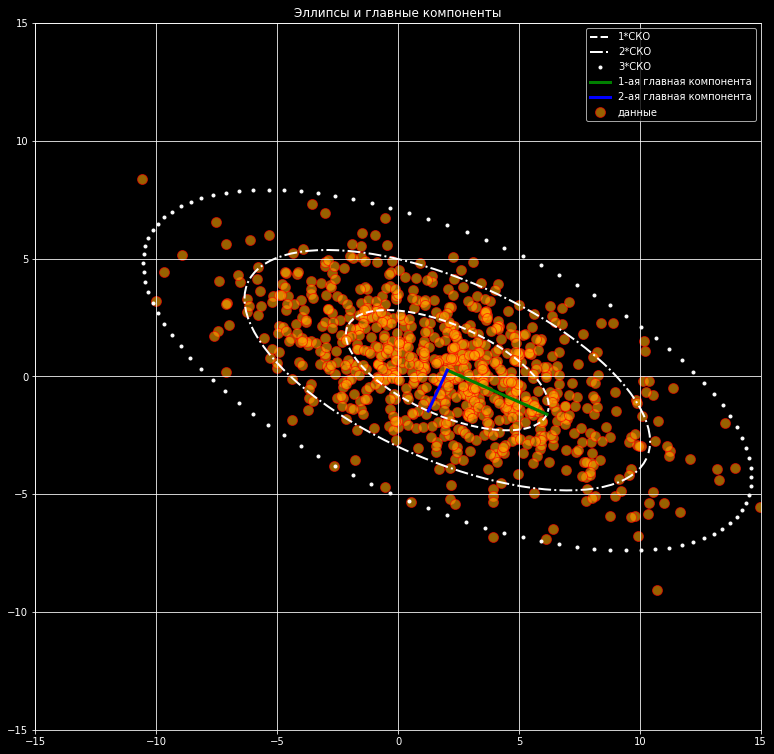 Эллипсы и главные компоненты
15
10
5
0
−5
−10
−15
−15
−10
−5
0
5
10
15
1*СКО
2*СКО
3*СКО
1-ая главная компонента
2-ая главная компонента
данные